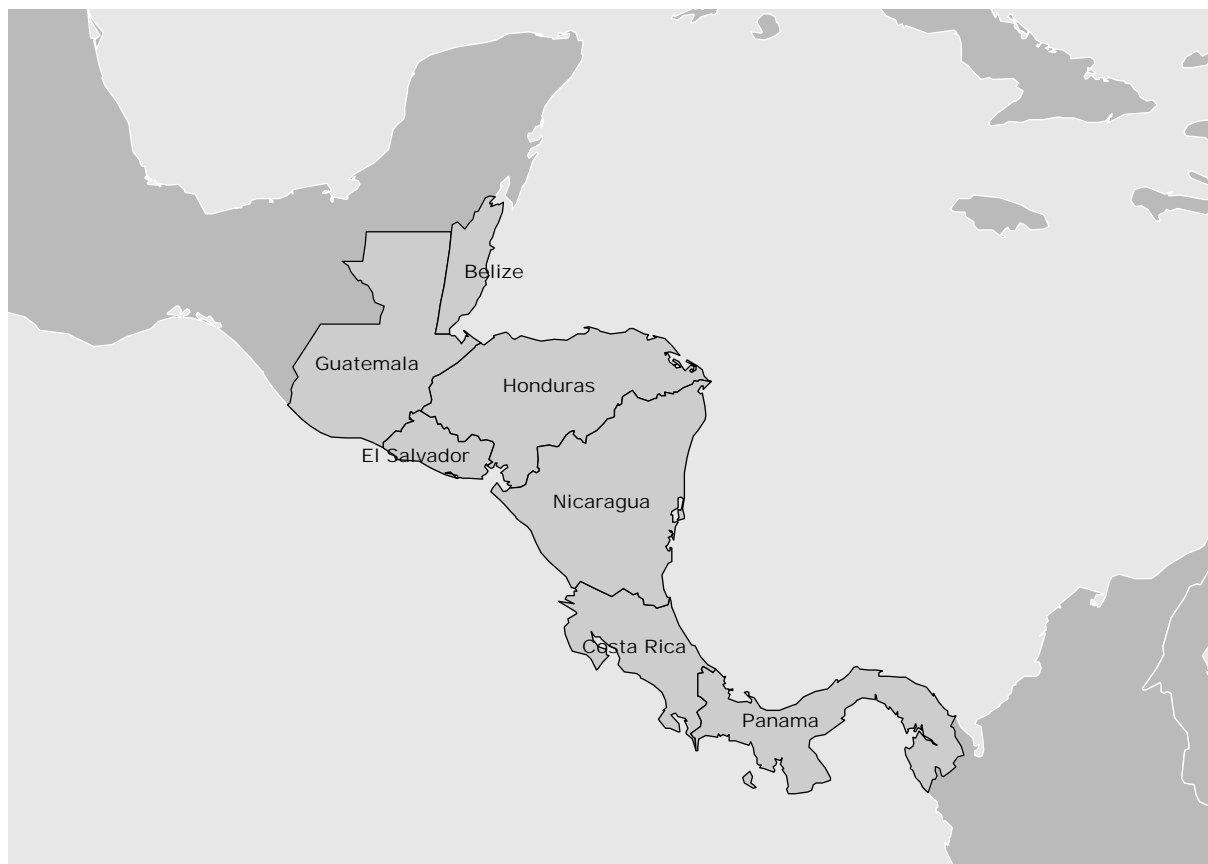 Belize
Guatemala
Honduras
El Salvador
Nicaragua
Costa Rica
Panama